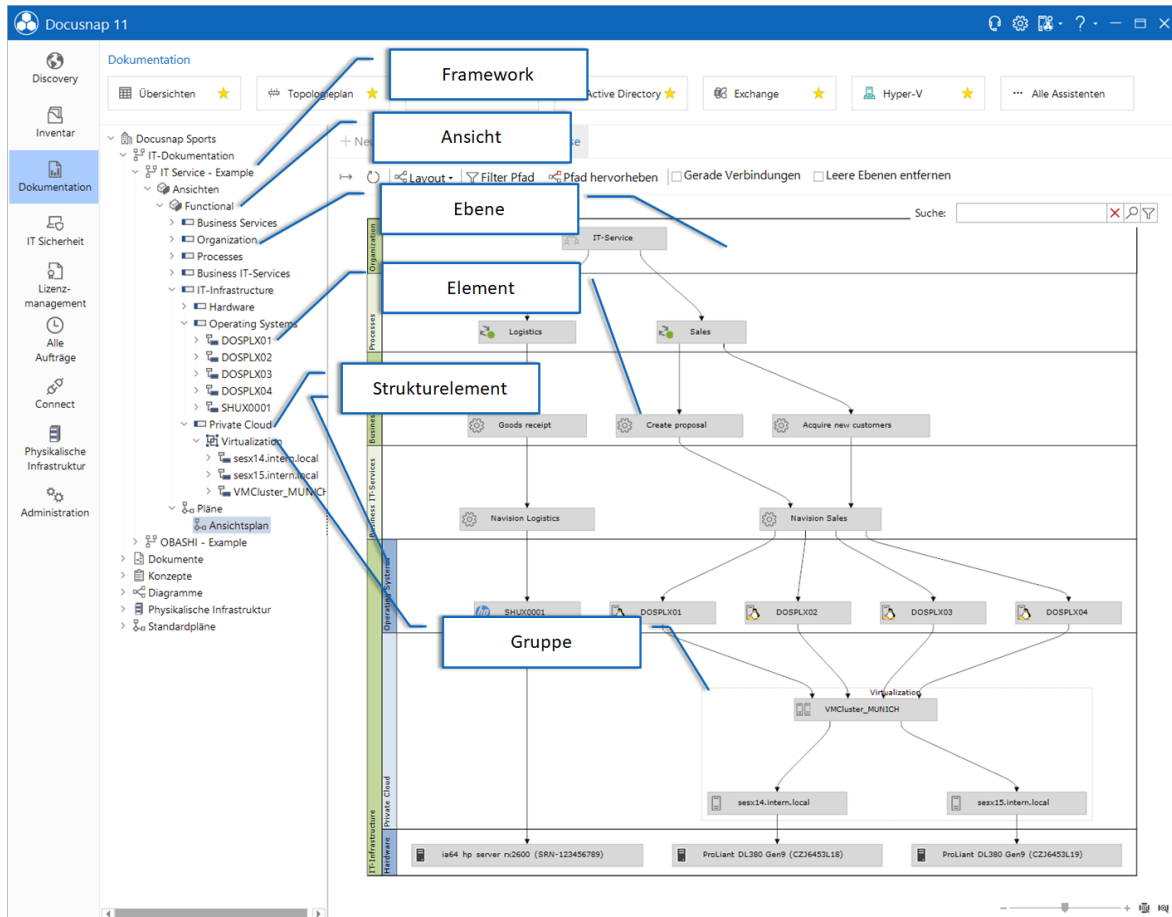 Docusnap 11
?
Discovery
Inventar
Dokumentation
IT Sicherheit
Lizenz-
management
Alle
Aufträge
Connect
Physikalische
Infrastruktur
Administration
Dokumentation
Übersichten
Topologieplan
Active Directory
Exchange
Hyper-V
Alle Assistenten
Framework
Ansicht
Ebene
Element
Strukturelement
Gruppe
Docusnap Sports
IT-Dokumentation
IT Service - Example
Ansichten
Functional
Business Services
Organization
Processes
Business IT-Services
IT-Infrastructure
Hardware
Operating Systems
DOSPLX01
DOSPLX02
DOSPLX03
DOSPLX04
SHUX0001
Private Cloud
Virtualization
sesx14.intern.local
sesx15.intern.local
VMCluster_MUNICH
Pläne
Ansichtsplan
OBASHI - Example
Dokumente
Konzepte
Diagramme
Physikalische Infrastruktur
Standardpläne
Layout
Filter Pfad
Pfad hervorheben
Gerade Verbindungen
Leere Ebenen entfernen
Suche:
Organization
IT-Service
Processes
Logistics
Sales
Goods receipt
Create proposal
Acquire new customers
Business IT-Services
Navision Logistics
Navision Sales
IT-Infrastructure
Operating Systems
SHUX0001
DOSPLX01
DOSPLX02
DOSPLX03
DOSPLX04
Private Cloud
Virtualization
VMCluster_MUNICH
sesx14.intern.local
sesx15.intern.local
Hardware
ia64 hp server rx2600 (SRN-123456789)
ProLiant DL380 Gen9 (CZJ6453L18)
ProLiant DL380 Gen9 (CZJ6453L19)